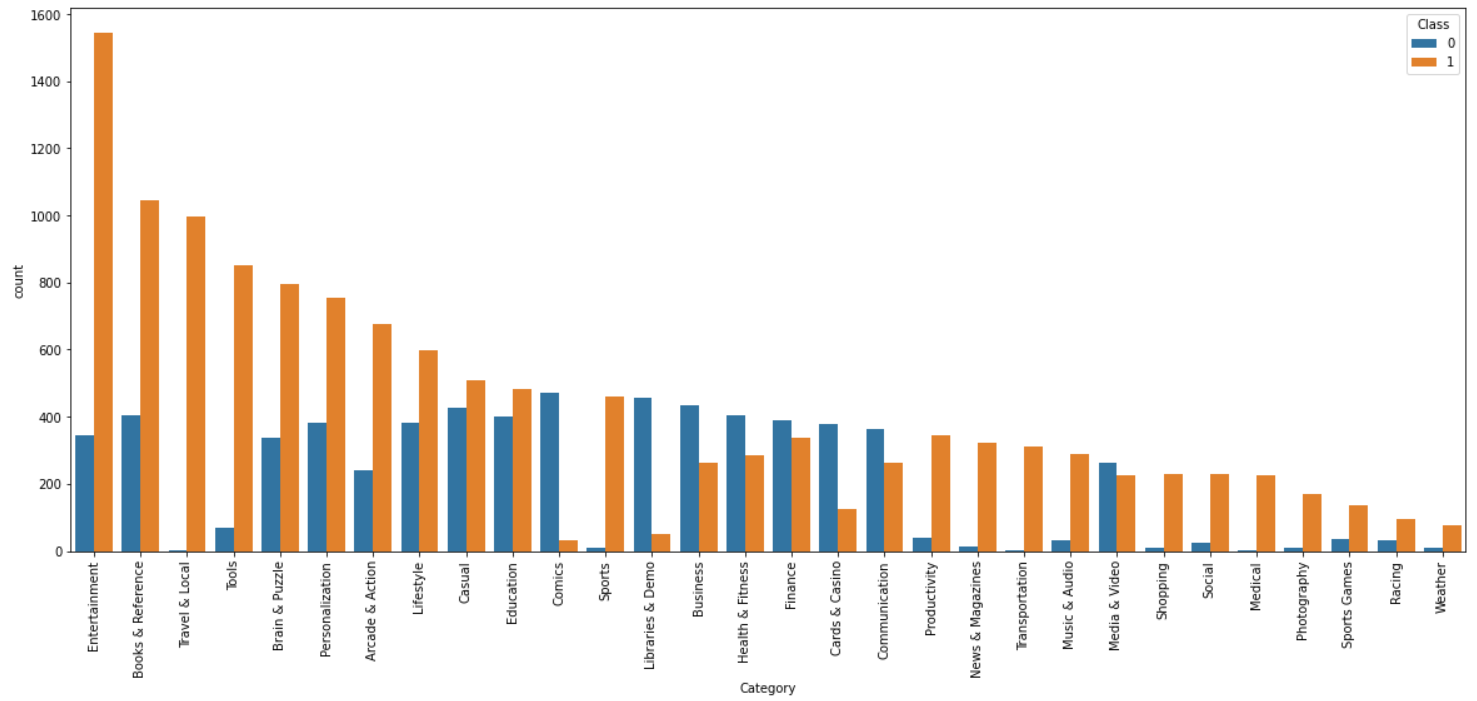 1600
1400
1200
1000
800
600
400
200
0
count
Class
0
1
Entertainment
Books & Reference
Travel & Local
Tools
Brain & Puzzle
Personalization
Arcade & Action
Lifestyle
Casual
Education
Comics
Sports
Libraries & Demo
Business
Health & Fitness
Finance
Cards & Casino
Communication
Productivity
News & Magazines
Transportation
Music & Audio
Media & Video
Shopping
Social
Medical
Photography
Sports Games
Racing
Weather
Category